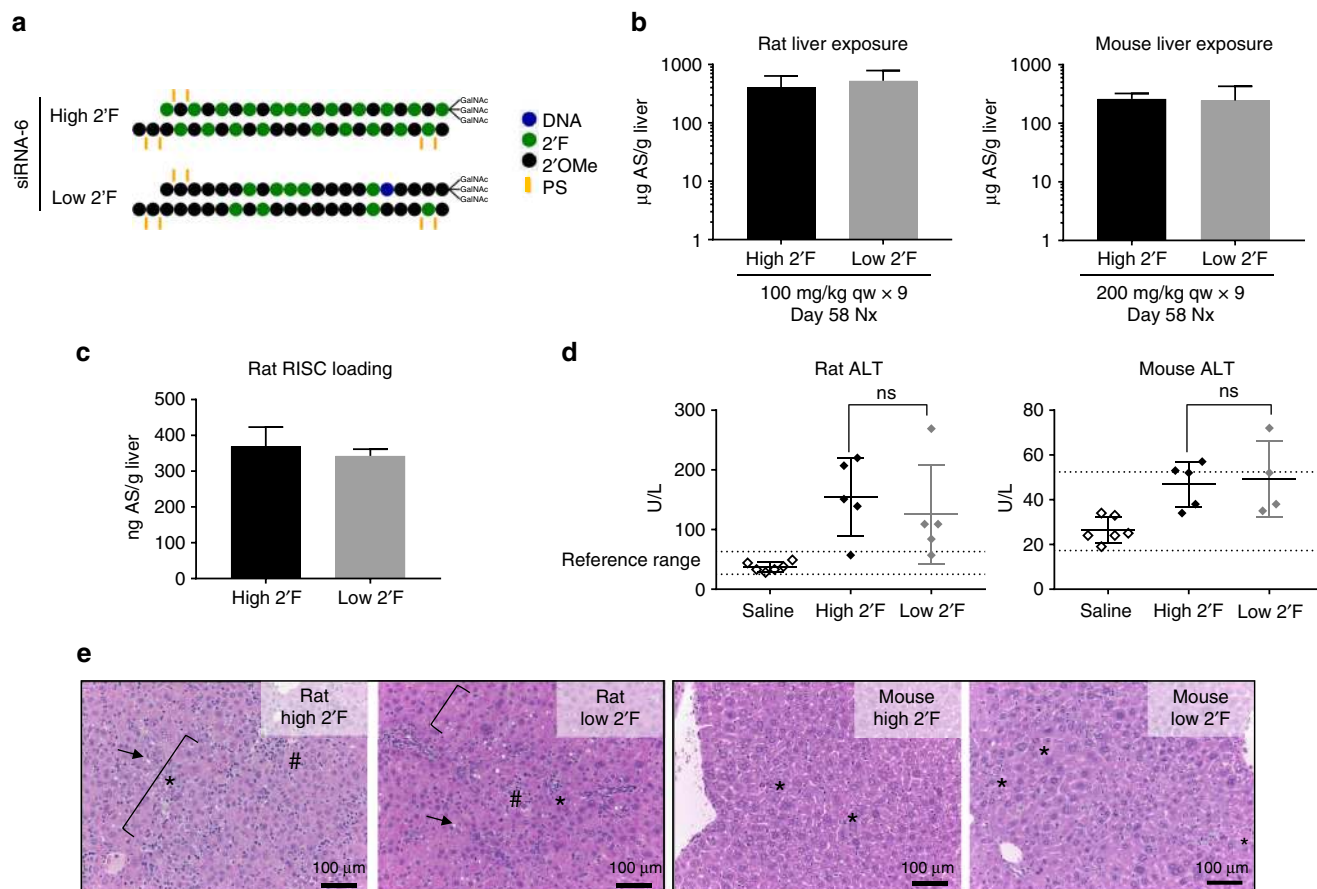 a
siRNA-6
High 2′F
GalNAc
GalNAc
GalNAc
Low 2′F
GalNAc
GalNAc
GalNAc
DNA
2′F
2′OMe
PS
b
Rat liver exposure
µg AS/g liver
1000
100
10
1
High 2′F Low 2′F
100 mg/kg qw × 9
Day 58 Nx
Mouse liver exposure
µg AS/g liver
1000
100
10
1
High 2′F Low 2′F
200 mg/kg qw × 9
Day 58 Nx
c
Rat RISC loading
ng AS/g liver
500
400
300
200
100
0
High 2′F Low 2′F
d
Rat ALT
ns
U/L
300
200
100
0
Reference range
Saline High 2′F Low 2′F
Mouse ALT
ns
U/L
80
60
40
20
0
Saline High 2′F Low 2′F
e
Rat
high 2′F
*
#
100 µm
Rat
low 2′F
# *
100 µm
Mouse
high 2′F
*
*
100 µm
Mouse
low 2′F
*
*
*
100 µm